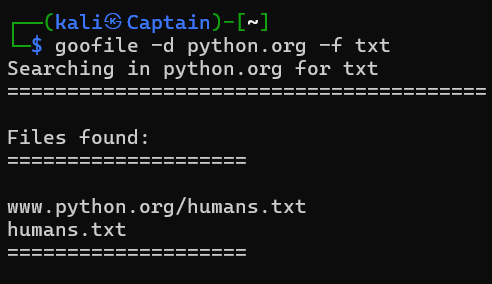 ┌──(kali㉿Captain)-[~]
└─$ goofile -d python.org -f txt
Searching in python.org for txt
========================================

Files found:
====================

www.python.org/humans.txt
humans.txt
====================